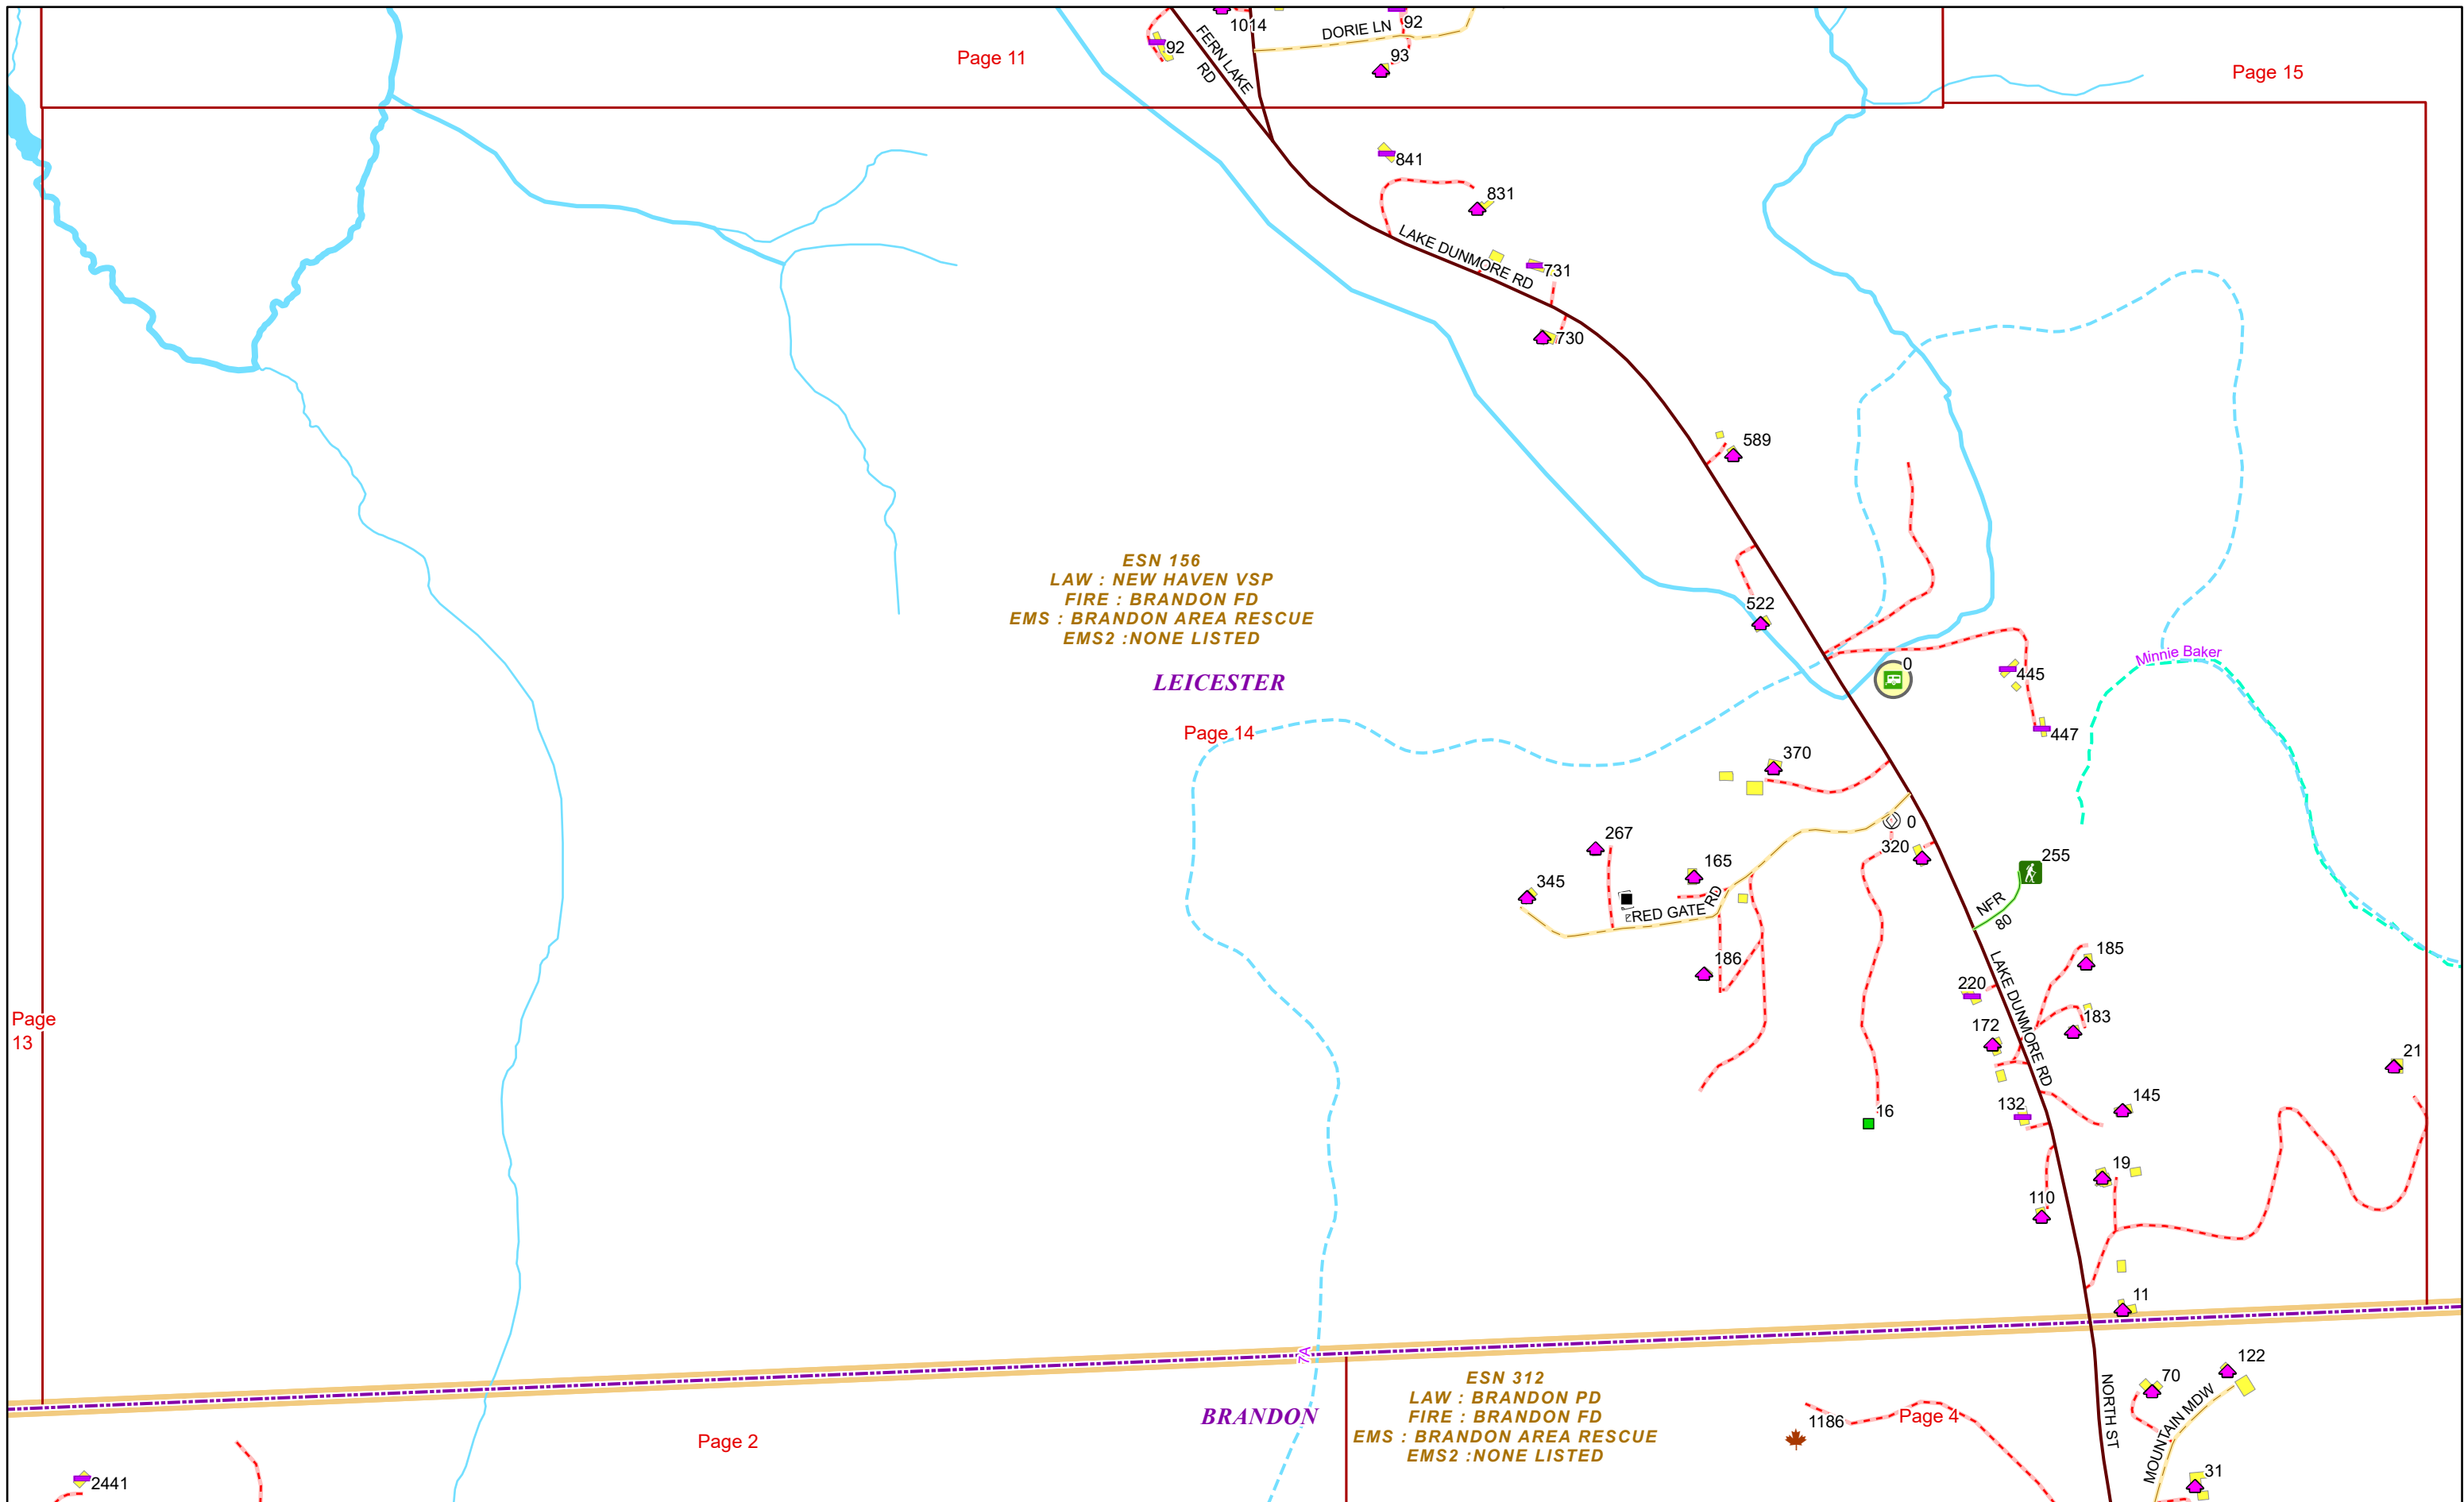 1014
92
DORIE LN
92
FERN LAKE
RD
93
Page 11
Page 15
841
831
LAKE DUNMORE RD
731
730
589
ESN 156
LAW : NEW HAVEN VSP
FIRE : BRANDON FD
EMS : BRANDON AREA RESCUE
EMS2 :NONE LISTED
522
LEICESTER
0
445
Minnie Baker
Page 14
447
370
267
0
320
165
255
345
RED GATE RD
NFR
80
186
185
LAKE DUNMORE RD
220
183
172
Page
13
21
16
132
145
19
110
11
7A
ESN 312
LAW : BRANDON PD
FIRE : BRANDON FD
EMS : BRANDON AREA RESCUE
EMS2 :NONE LISTED
BRANDON
Page 2
1186
Page 4
NORTH ST
70
122
MOUNTAIN MDW
31
2441